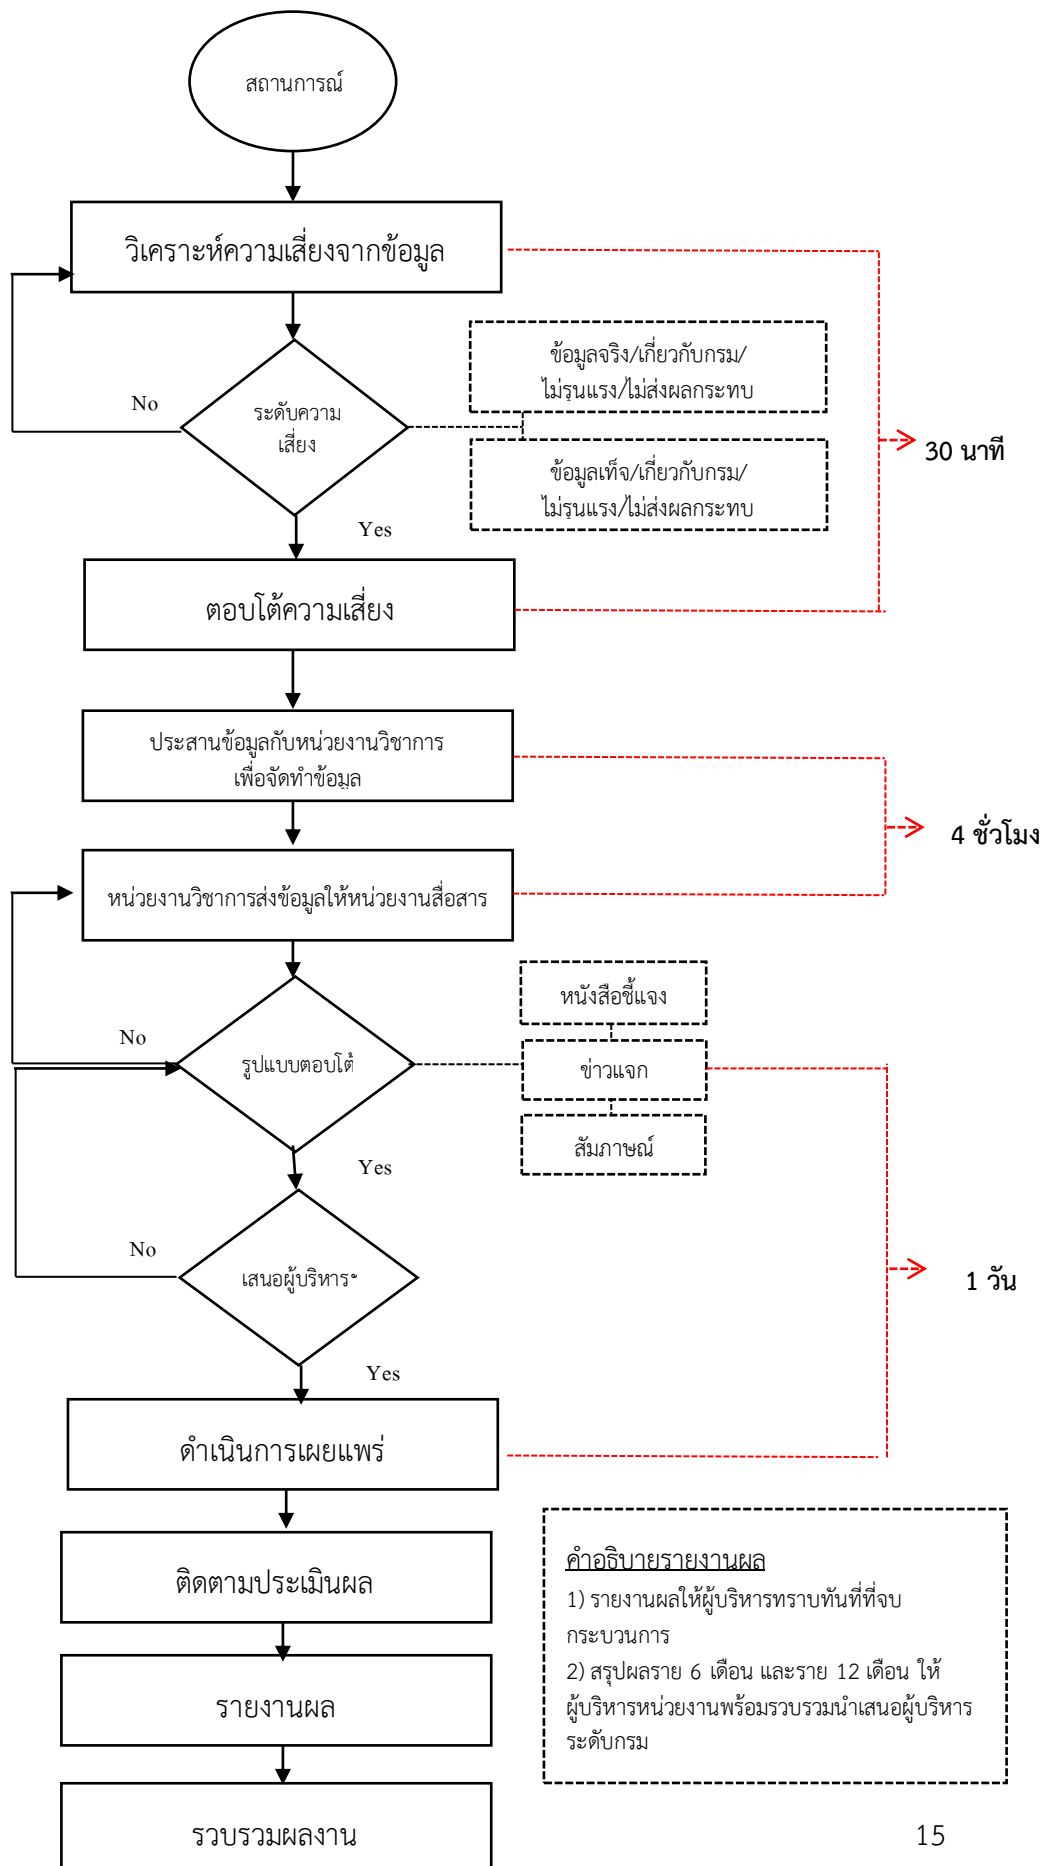 สถานการณ์
วิเคราะห์ความเสี่ยงจากข้อมูล
ข้อมูลจริง/เกี่ยวกับกรม/
ไม่รุนแรง/ไม่ส่งผลกระทบ
No
ระดับความ
เสี่ยง
30 นาที
ข้อมูลเท็จ/เกี่ยวกับกรม/
ไม่รุนแรง/ไม่ส่งผลกระทบ
Yes
ตอบโต้ความเสี่ยง
ประสานข้อมูลกับหน่วยงานวิชาการ
เพื่อจัดทำข้อมูล
4 ชั่วโมง
หน่วยงานวิชาการส่งข้อมูลให้หน่วยงานสื่อสาร
หนังสือชี้แจง
No
รูปแบบตอบโต้
ข่าวแจก
สัมภาษณ์
Yes
No
เสนอผู้บริหารฯ
1 วัน
Yes
ดำเนินการเผยแพร่
ติดตามประเมินผล
รายงานผล
รวบรวมผลงาน
คำอธิบายรายงานผล
1) รายงานผลให้ผู้บริหารทราบทันที่ที่จบ
กระบวนการ
2) สรุปผลราย 6 เดือน และราย 12 เดือน ให้
ผู้บริหารหน่วยงานพร้อมรวบรวมนำเสนอผู้บริหาร
ระดับกรม
15